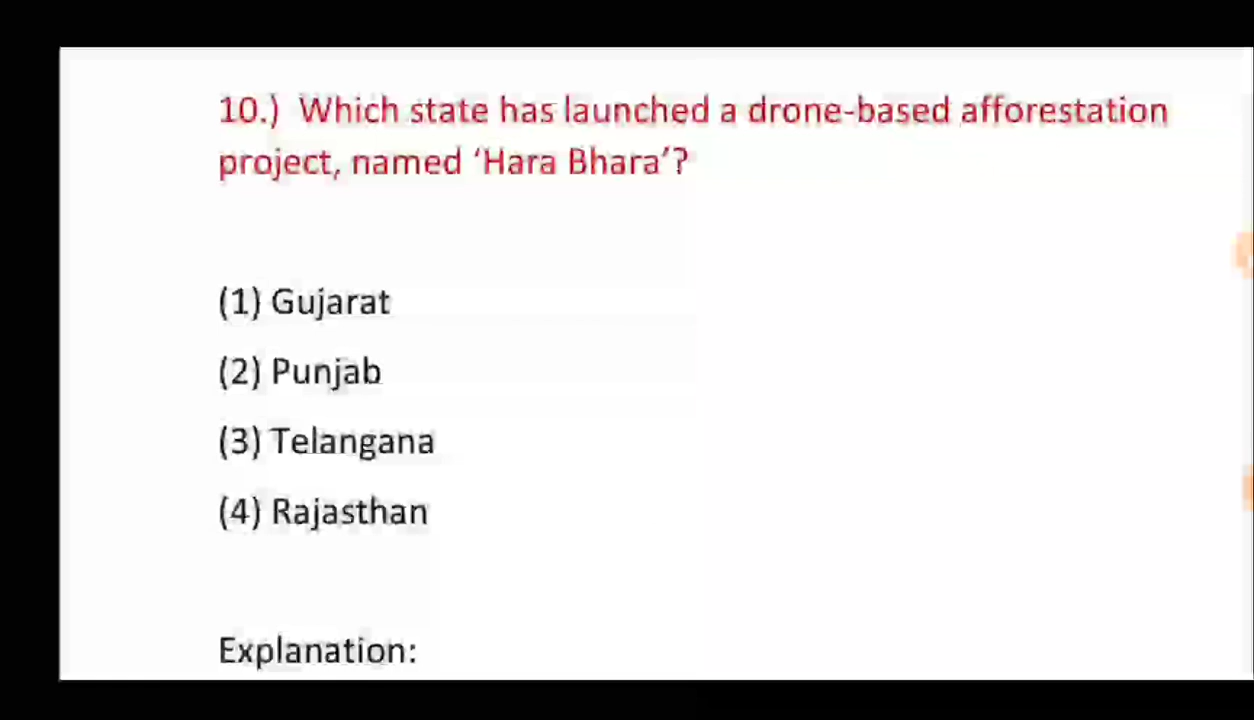 10.) Which state has launched a drone-based afforestation
project, named ‘Hara Bhara’?
(1) Gujarat
(2) Punjab
(3) Telangana
(4) Rajasthan
Explanation: